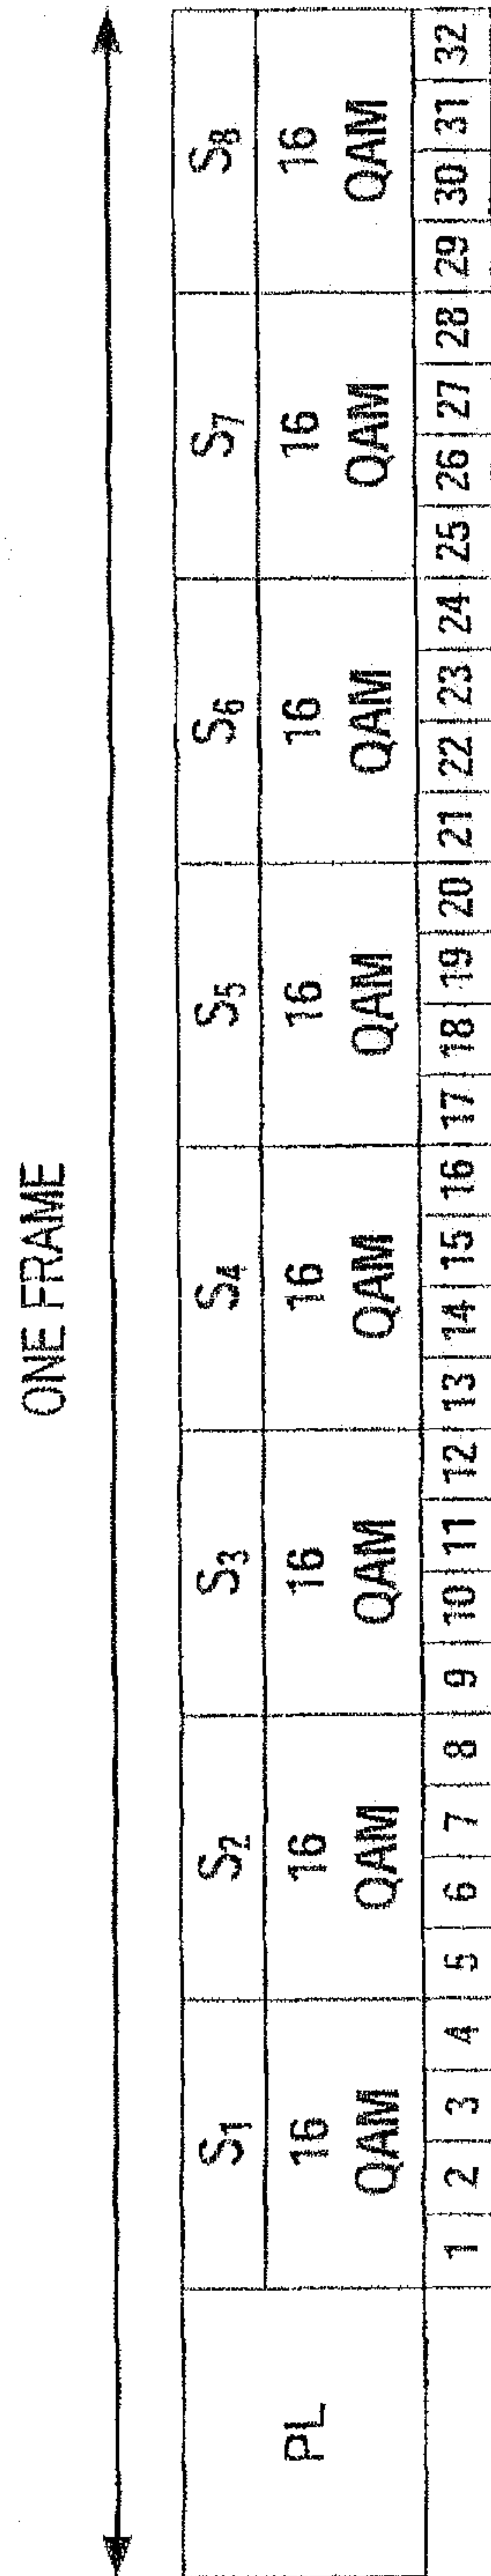 ONE FRAME
PL
S1 S2 S3 S4 S5 S6 S7 S8
16 QAM 16 QAM 16 QAM 16 QAM 16 QAM 16 QAM 16 QAM 16 QAM
1 2 3 4 5 6 7 8 9 10 11 12 13 14 15 16 17 18 19 20 21 22 23 24 25 26 27 28 29 30 31 32